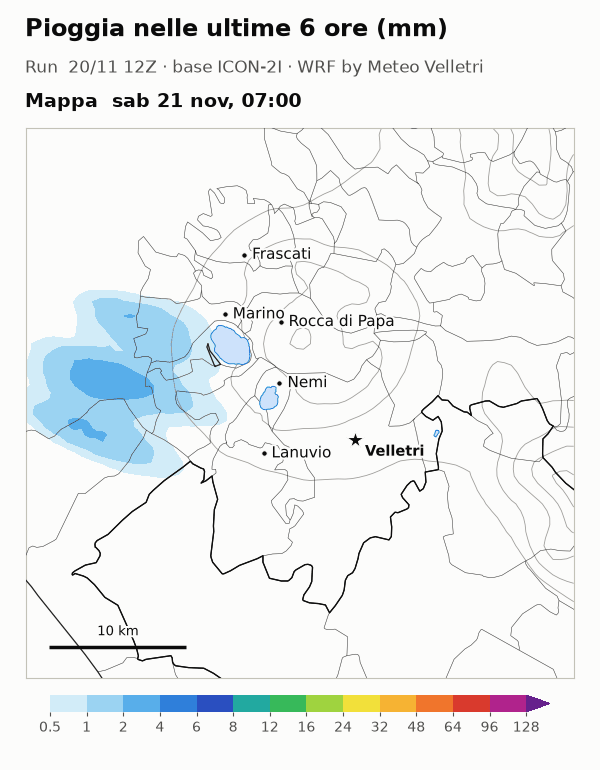 Pioggia nelle ultime 6 ore (mm)
Run  20/11 12Z · base ICON-2I · WRF by Meteo Velletri
Mappa  sab 21 nov, 07:00
Frascati
Marino
Rocca di Papa
Nemi
Velletri
Lanuvio
10 km
0.5 1 2 4 6 8 12 16 24 32 48 64 96 128